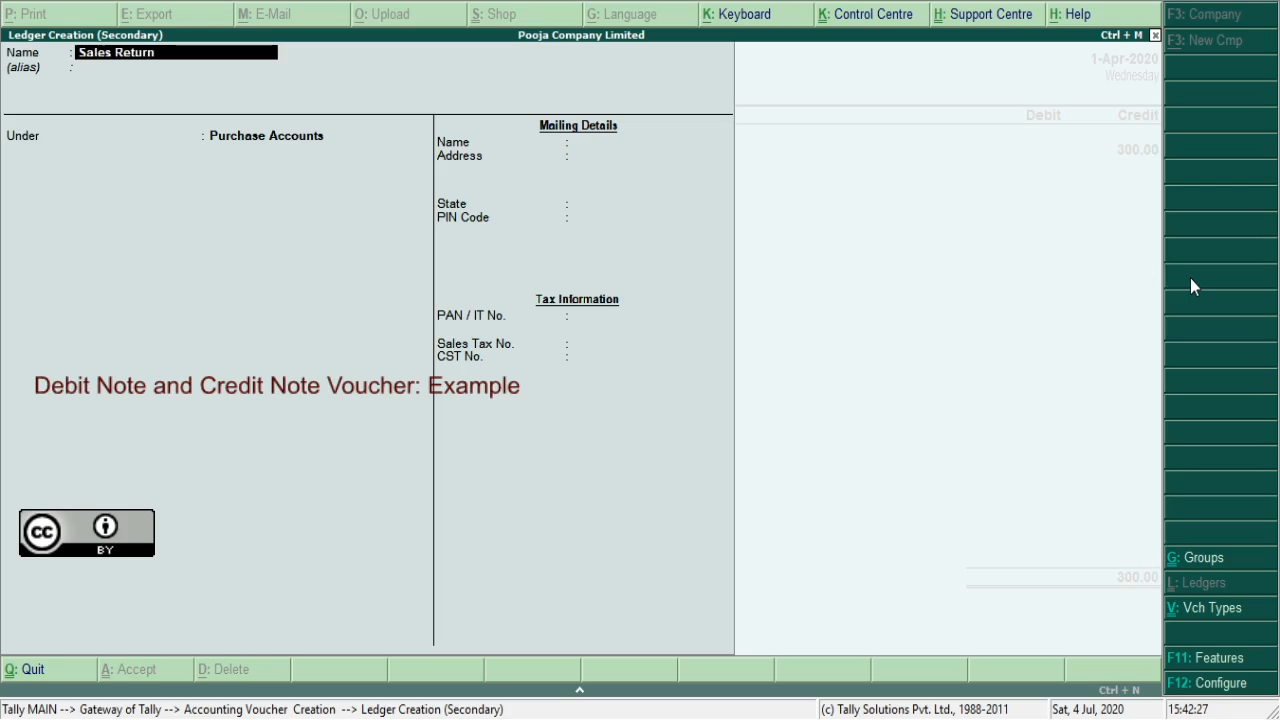 P: Print E: Export M: E-Mail O: Upload S: Shop G: Language K: Keyboard K: Control Centre H: Support Centre H: Help F3: Company
Ledger Creation (Secondary) Pooja Company Limited Ctrl + M x F3: New Cmp
Name : Sales Return
(alias) :
1-Apr-2020
Wednesday
Debit Credit
Under : Purchase Accounts
300.00
Mailing Details
Name :
Address :
State :
PIN Code :
Tax Information
PAN / IT No. :
Sales Tax No. :
CST No. :
Debit Note and Credit Note Voucher: Example
cc
BY
300.00
G: Groups
L: Ledgers
V: Vch Types
F11: Features
F12: Configure
Q: Quit A: Accept D: Delete
Ctrl + N
Tally MAIN --> Gateway of Tally --> Accounting Voucher Creation --> Ledger Creation (Secondary) (c) Tally Solutions Pvt. Ltd., 1988-2011 Sat, 4 Jul, 2020 15:42:27